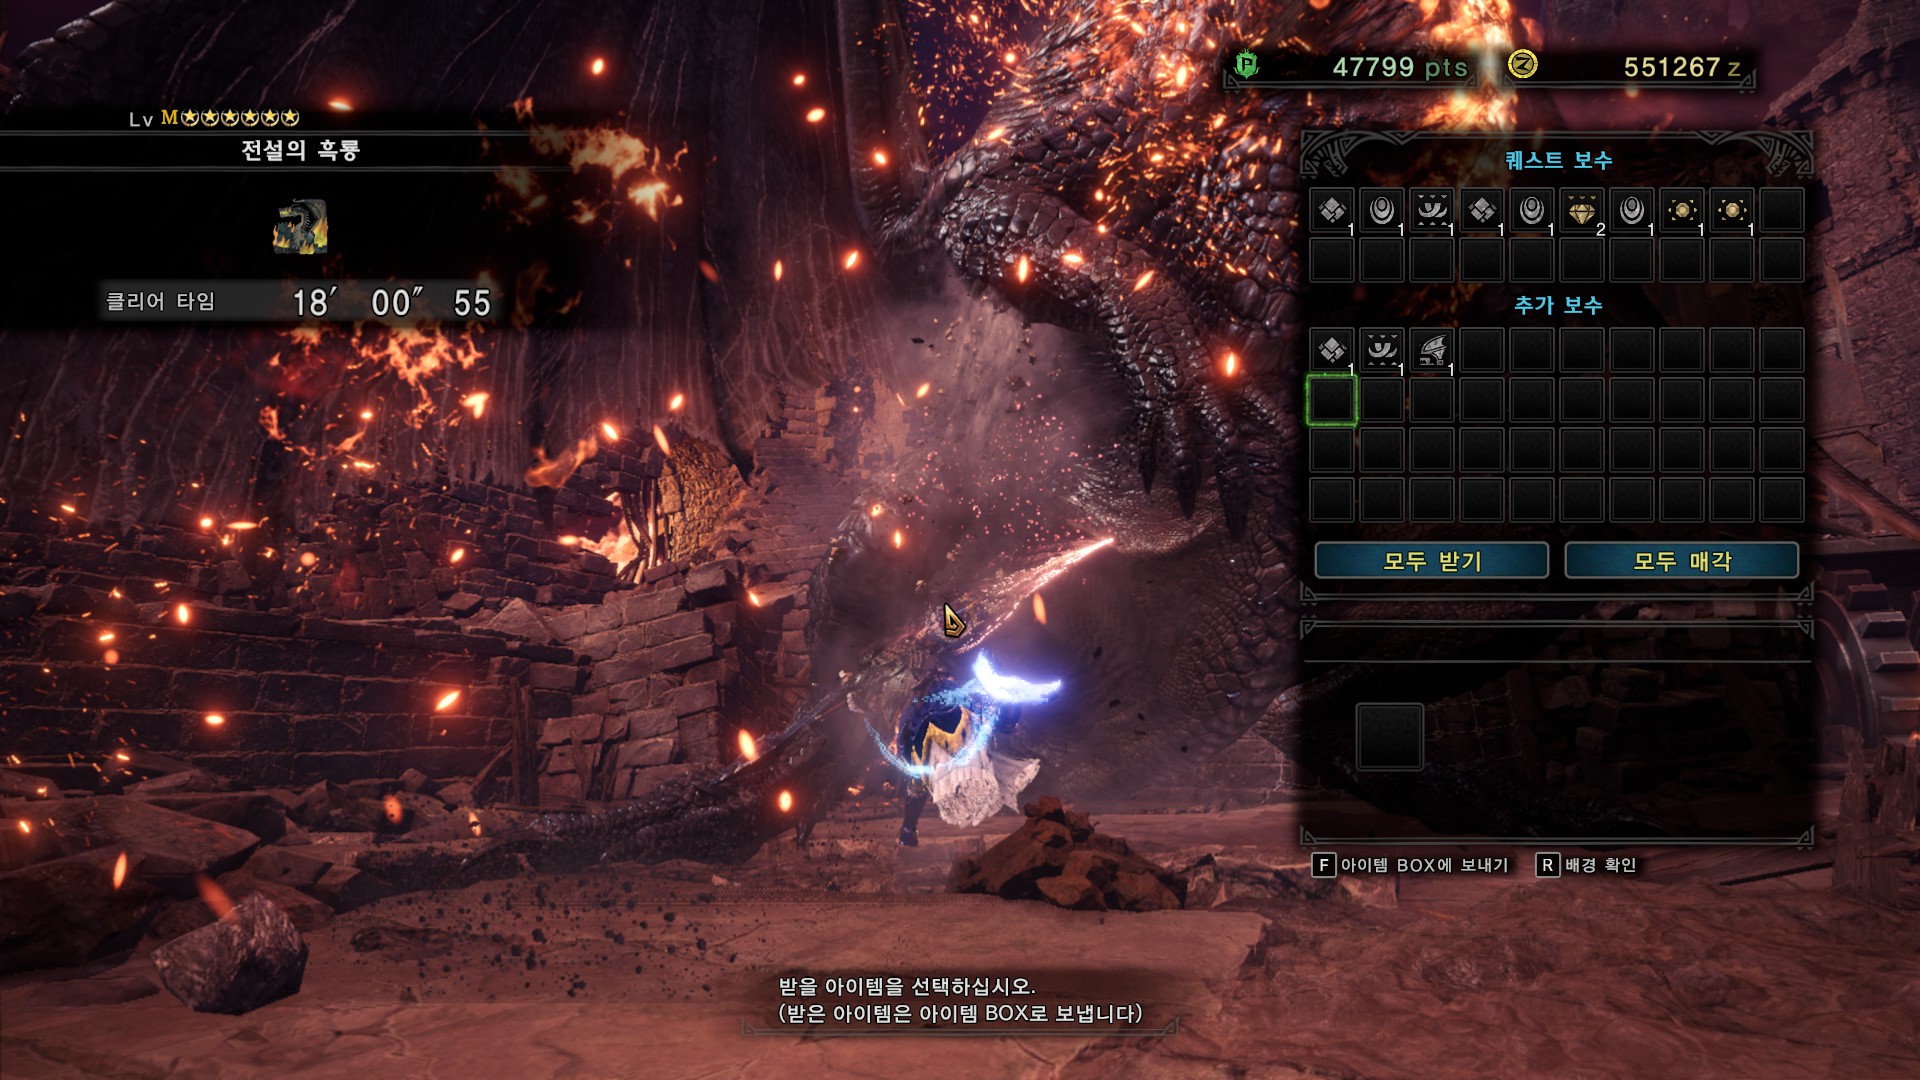 47799 pts
551267 z
Lv M
전설의 흑룡
클리어 타임 18′ 00″ 55
퀘스트 보수
1 1 1 1 1 2 1 1 1
추가 보수
1 1 1
모두 받기
모두 매각
F 아이템 BOX에 보내기
R 배경 확인
받을 아이템을 선택하십시오.
(받은 아이템은 아이템 BOX로 보냅니다)